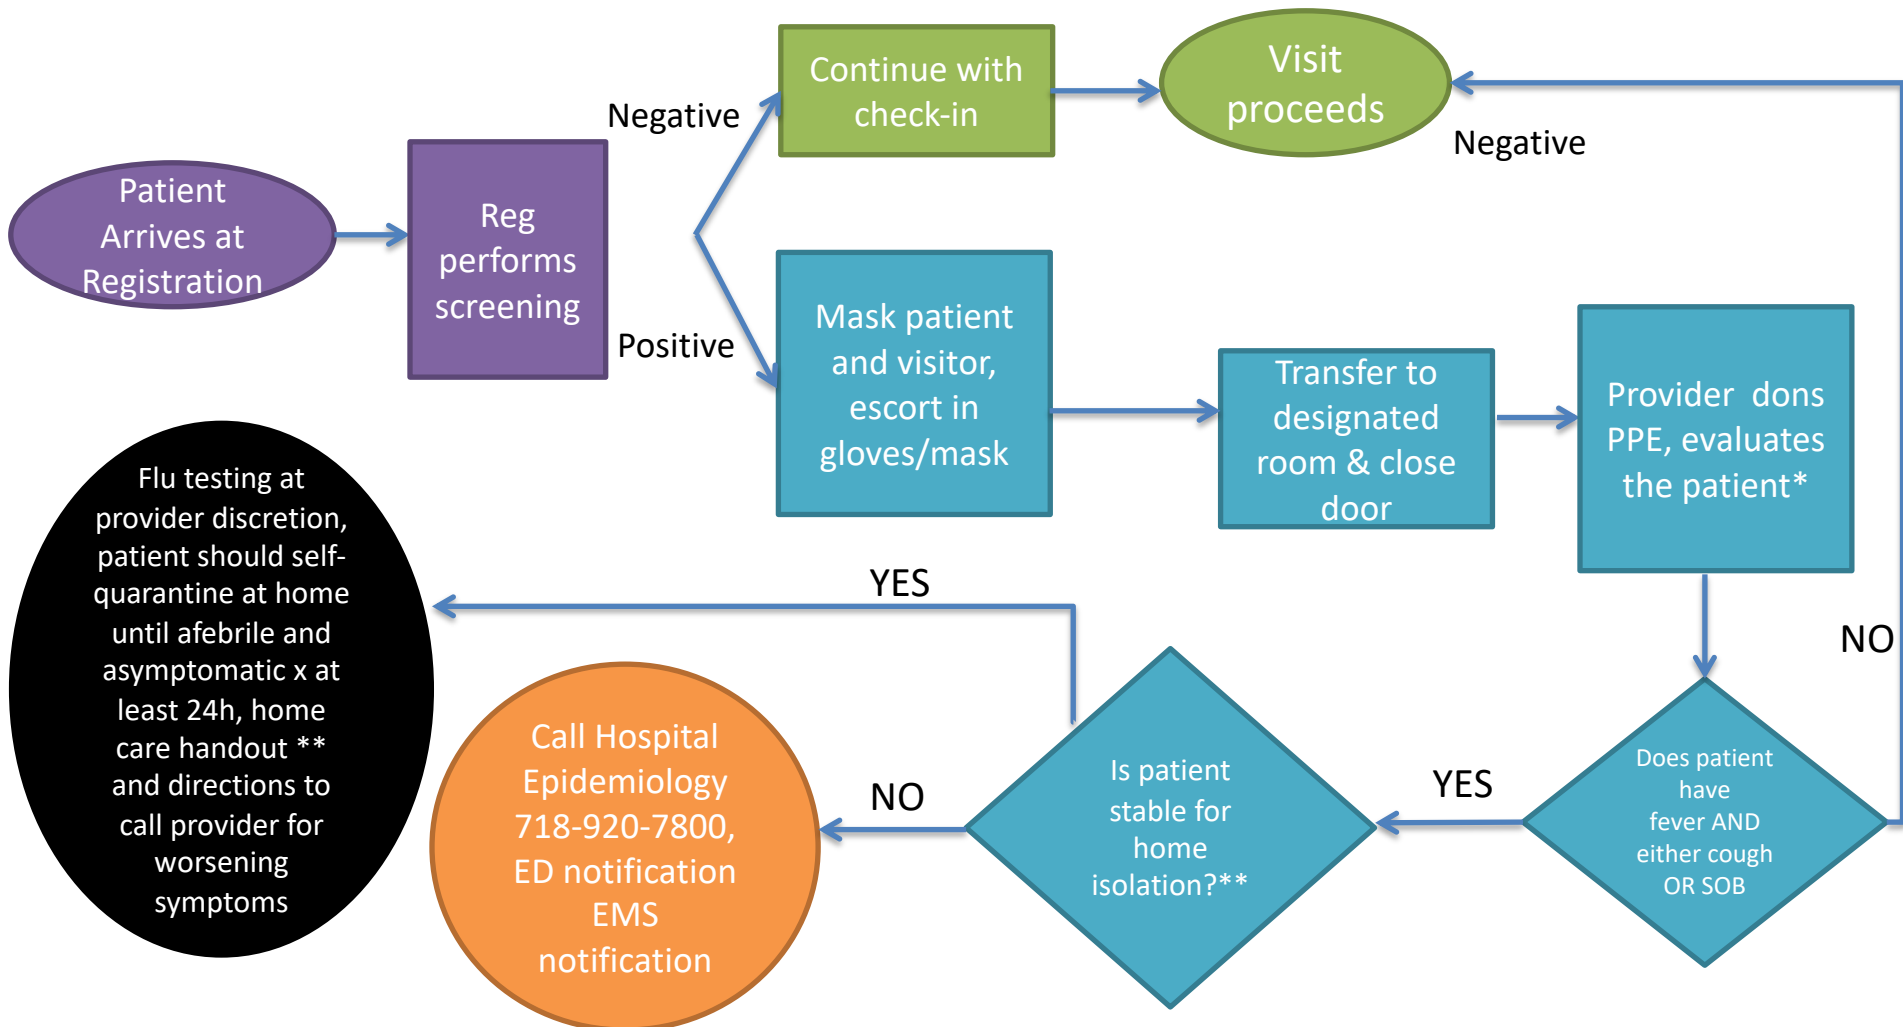 Patient
Arrives at
Registration
Reg
performs
screening
Negative
Positive
Continue with
check-in
Visit
proceeds
Negative
Mask patient
and visitor,
escort in
gloves/mask
Transfer to
designated
room & close
door
Provider dons
PPE, evaluates
the patient*
NO
Does patient
have
fever AND
either cough
OR SOB
YES
Is patient
stable for
home
isolation?**
NO
Call Hospital
Epidemiology
718-920-7800,
ED notification
EMS
notification
YES
Flu testing at
provider discretion,
patient should self-
quarantine at home
until afebrile and
asymptomatic x at
least 24h, home
care handout **
and directions to
call provider for
worsening
symptoms